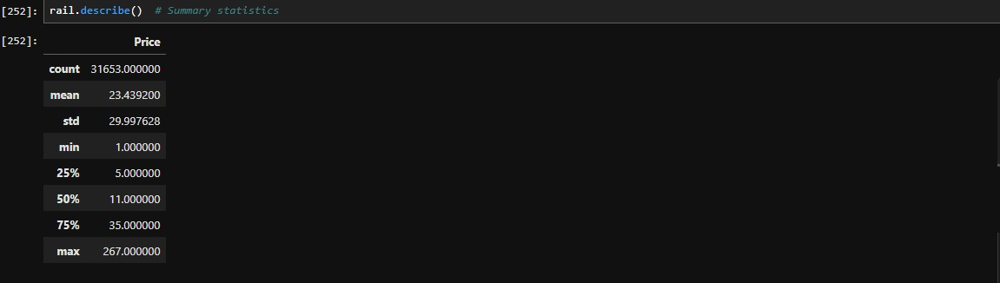 [252]: rail.describe()  # Summary statistics
[252]:
Price
count 31653.000000
mean 23.439200
std 29.997628
min 1.000000
25% 5.000000
50% 11.000000
75% 35.000000
max 267.000000